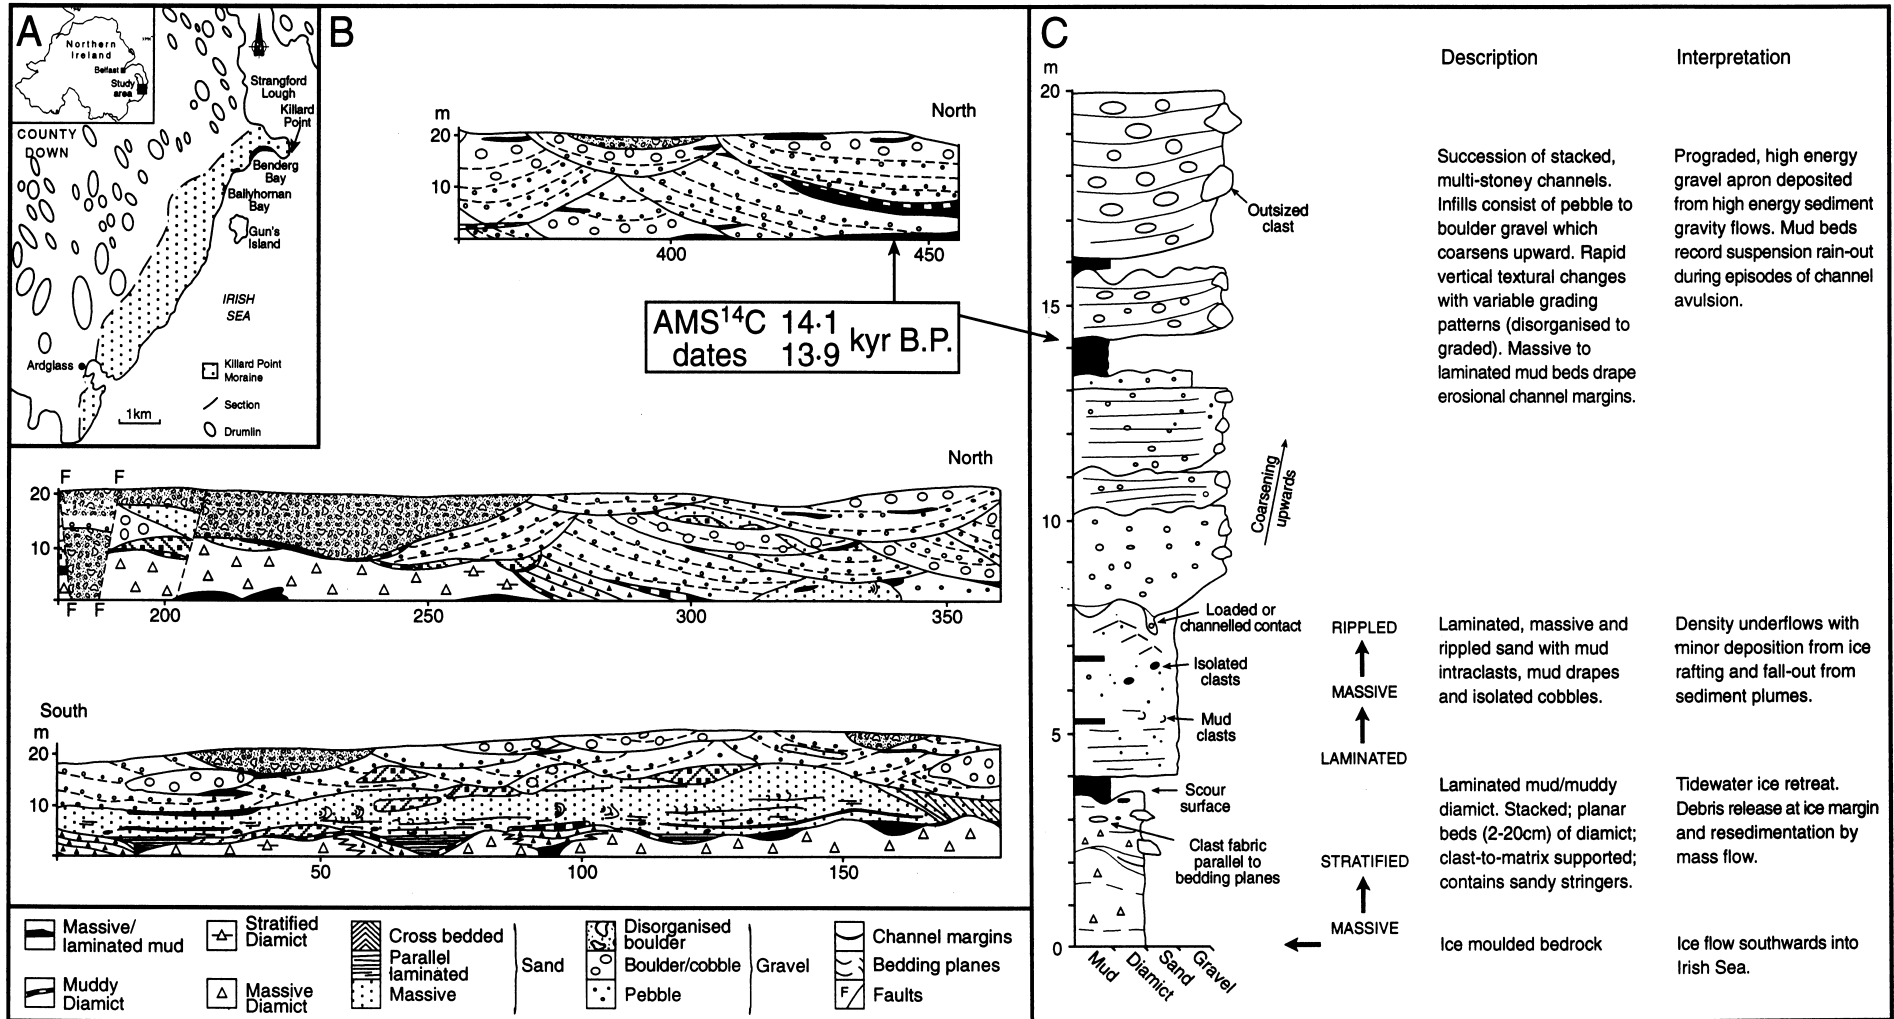 A
Northern
Ireland
Belfast
Study
area
COUNTY
DOWN
Strangford
Lough
Killard
Point
Benderg
Bay
Ballyhornan
Bay
Gun's
Island
IRISH
SEA
Ardglass
Killard Point
Moraine
Section
1km
Drumlin
B
m
North
20
10
400
450
AMS14C 14·1
dates 13·9 kyr B.P.
North
F F
20
10
F F
200 250 300 350
South
m
20
10
50 100 150
Massive/
laminated mud
Muddy
Diamict
Stratified
Diamict
Massive
Diamict
Cross bedded
Parallel
laminated
Massive
Sand
Disorganised
boulder
Boulder/cobble
Pebble
Gravel
Channel margins
Bedding planes
F Faults
C
m
Description
Interpretation
20
15
10
5
0
Outsized
clast
Coarsening
upwards
Loaded or
channelled contact
Isolated
clasts
Mud
clasts
Scour
surface
Clast fabric
parallel to
bedding planes
Mud
Diamict
Sand
Gravel
RIPPLED
MASSIVE
LAMINATED
STRATIFIED
MASSIVE
Succession of stacked,
multi-stoney channels.
Infills consist of pebble to
boulder gravel which
coarsens upward. Rapid
vertical textural changes
with variable grading
patterns (disorganised to
graded). Massive to
laminated mud beds drape
erosional channel margins.
Prograded, high energy
gravel apron deposited
from high energy sediment
gravity flows. Mud beds
record suspension rain-out
during episodes of channel
avulsion.
Laminated, massive and
rippled sand with mud
intraclasts, mud drapes
and isolated cobbles.
Density underflows with
minor deposition from ice
rafting and fall-out from
sediment plumes.
Laminated mud/muddy
diamict. Stacked; planar
beds (2-20cm) of diamict;
clast-to-matrix supported;
contains sandy stringers.
Tidewater ice retreat.
Debris release at ice margin
and resedimentation by
mass flow.
Ice moulded bedrock
Ice flow southwards into
Irish Sea.